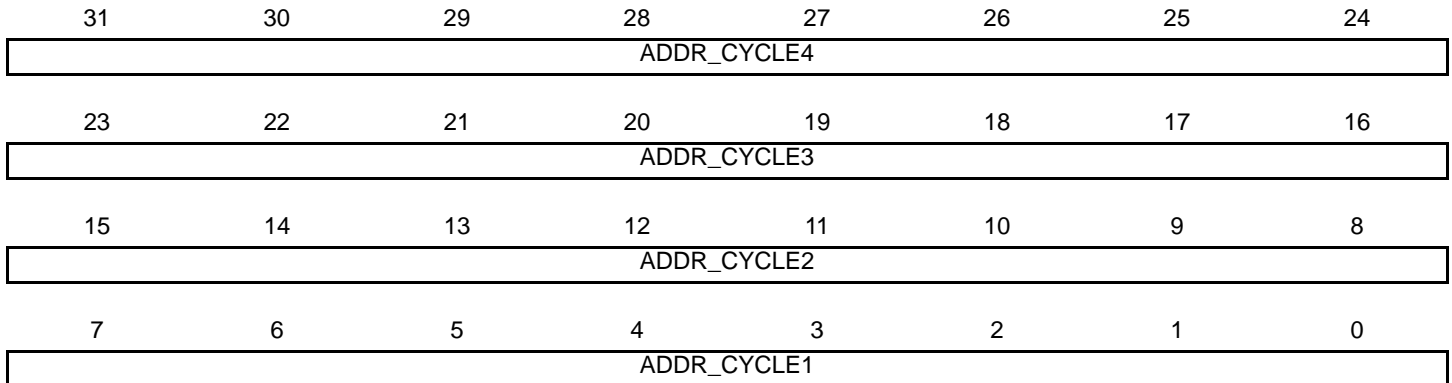 31 30 29 28 27 26 25 24
ADDR_CYCLE4
23 22 21 20 19 18 17 16
ADDR_CYCLE3
15 14 13 12 11 10 9 8
ADDR_CYCLE2
7 6 5 4 3 2 1 0
ADDR_CYCLE1